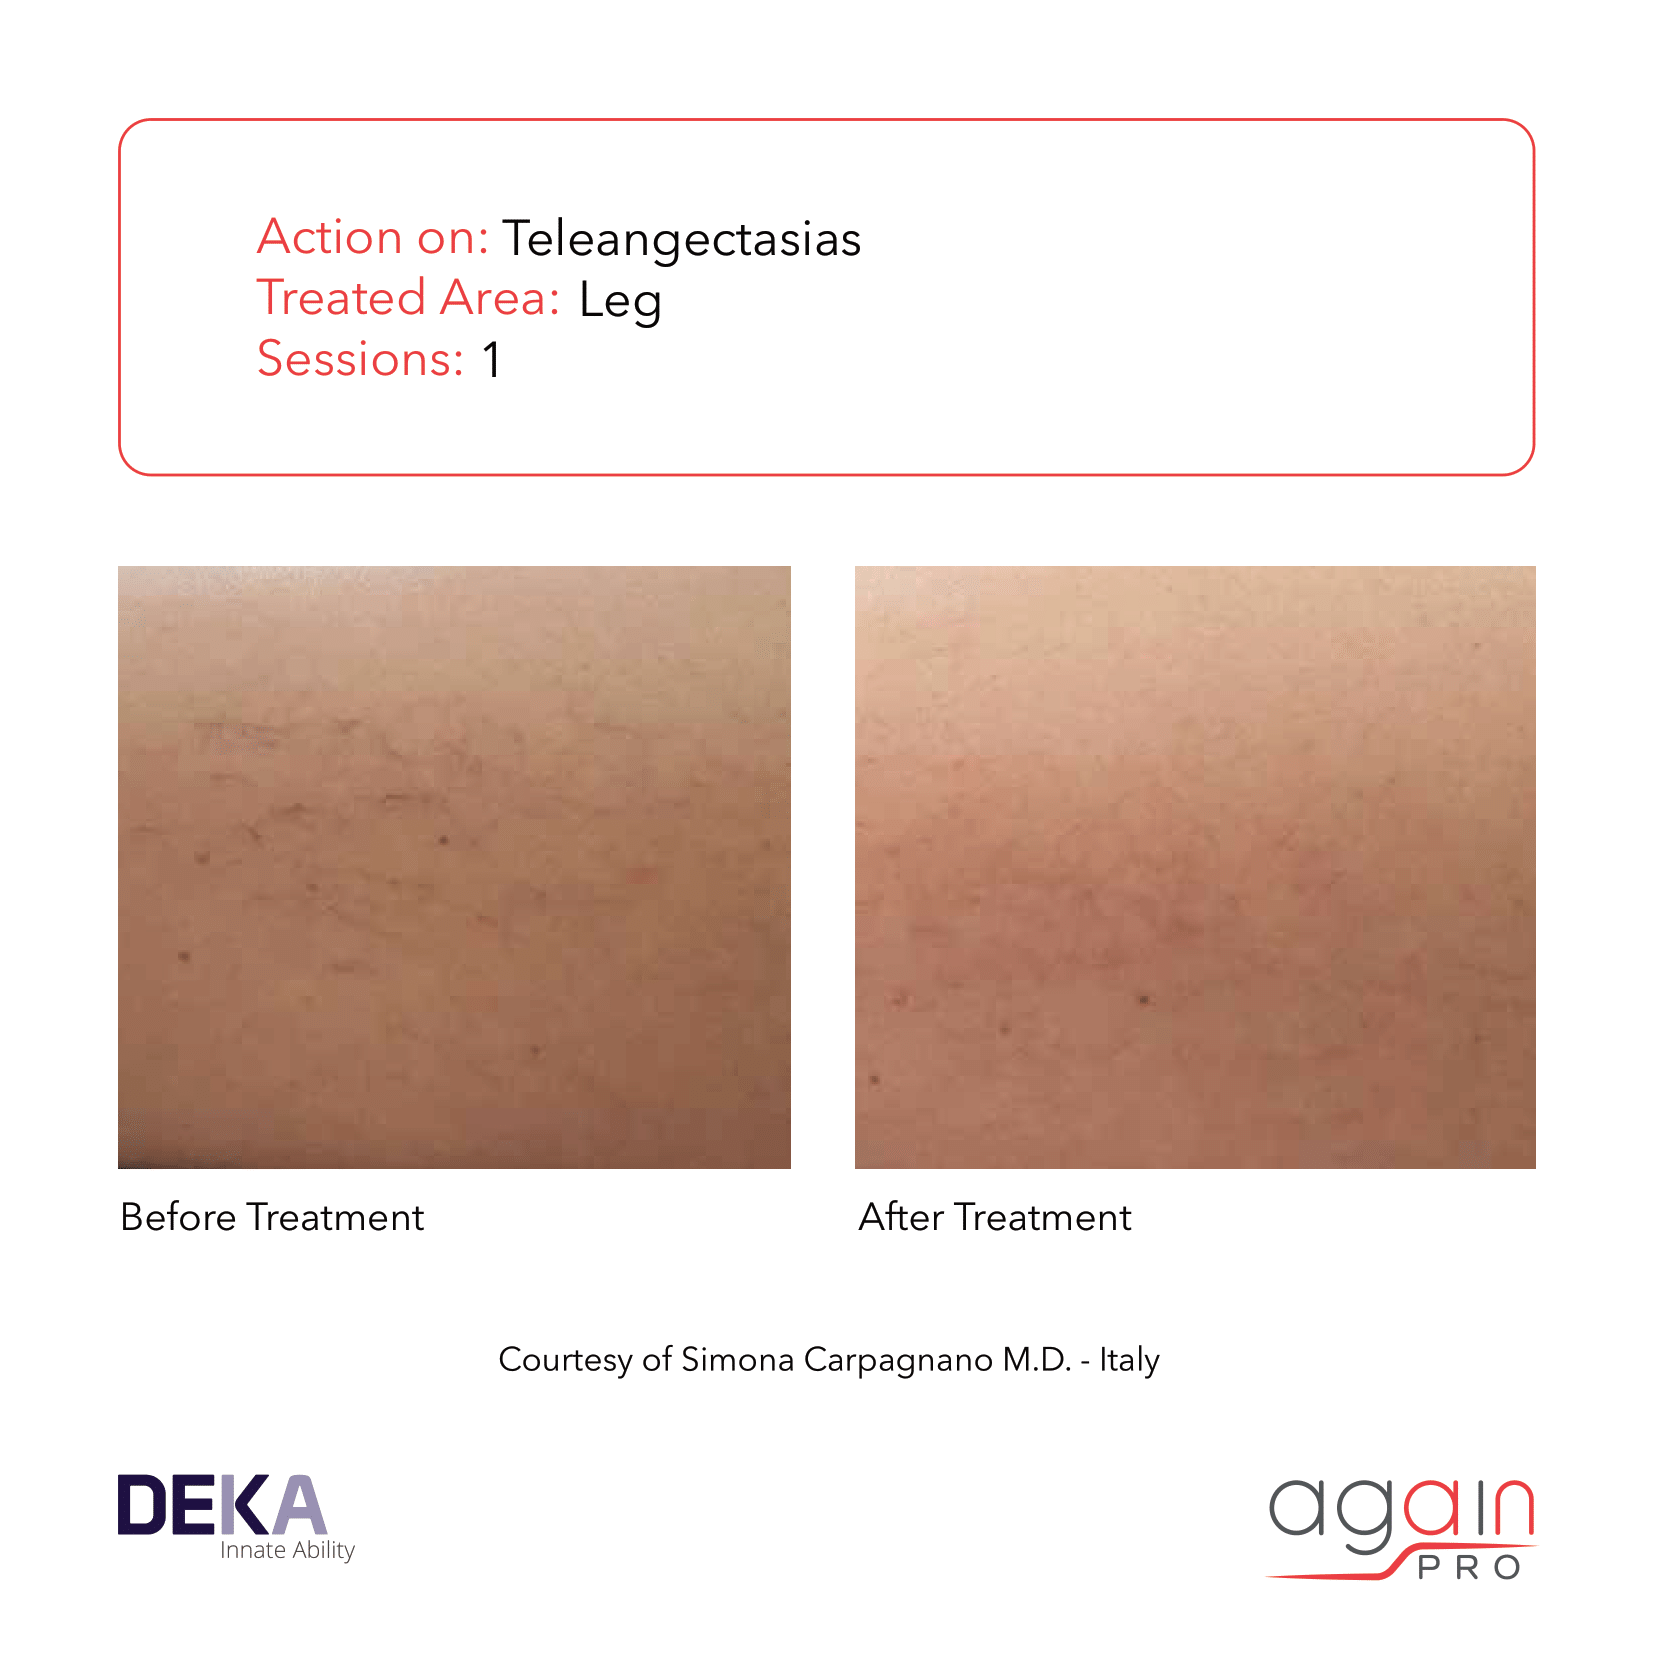 Action on: Teleangectasias
Treated Area: Leg
Sessions: 1
Before Treatment
After Treatment
Courtesy of Simona Carpagnano M.D. - Italy
DEKA
Innate Ability
again
PRO